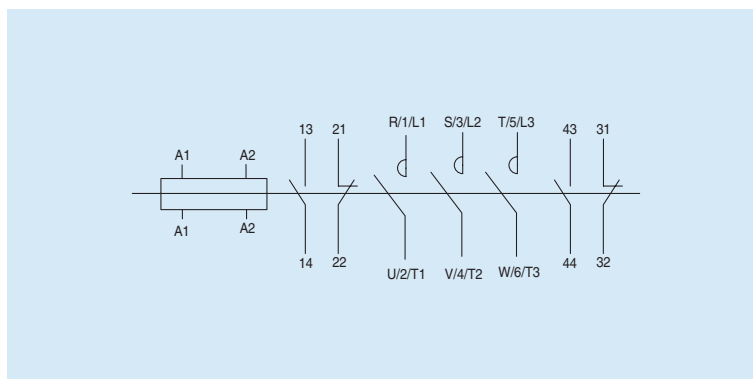 R/1/L1 S/3/L2 T/5/L3
13 21 43 31
A1 A2
A1 A2
14 22 44 32
U/2/T1 V/4/T2 W/6/T3